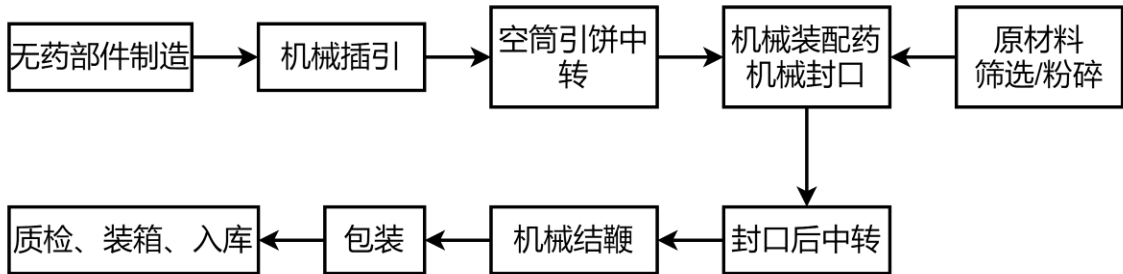 无药部件制造
机械插引
空筒引饼中
转
机械装配药
机械封口
原材料
筛选/粉碎
质检、装箱、入库
包装
机械结鞭
封口后中转